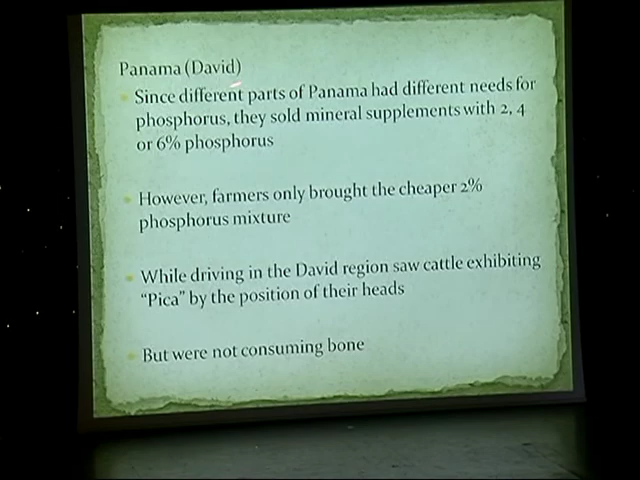 Panama (David)
Since different parts of Panama had different needs for
phosphorus, they sold mineral supplements with 2, 4
or 6% phosphorus
However, farmers only brought the cheaper 2%
phosphorus mixture
While driving in the David region saw cattle exhibiting
"Pica" by the position of their heads
But were not consuming bone